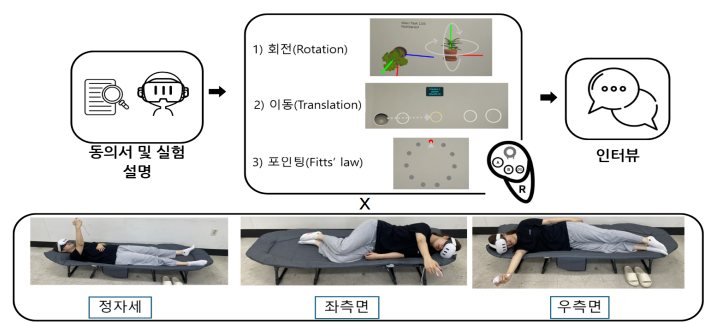 동의서 및 실험
설명
1) 회전(Rotation)
2) 이동(Translation)
3) 포인팅(Fitts' law)
R
인터뷰
X
정자세
좌측면
우측면